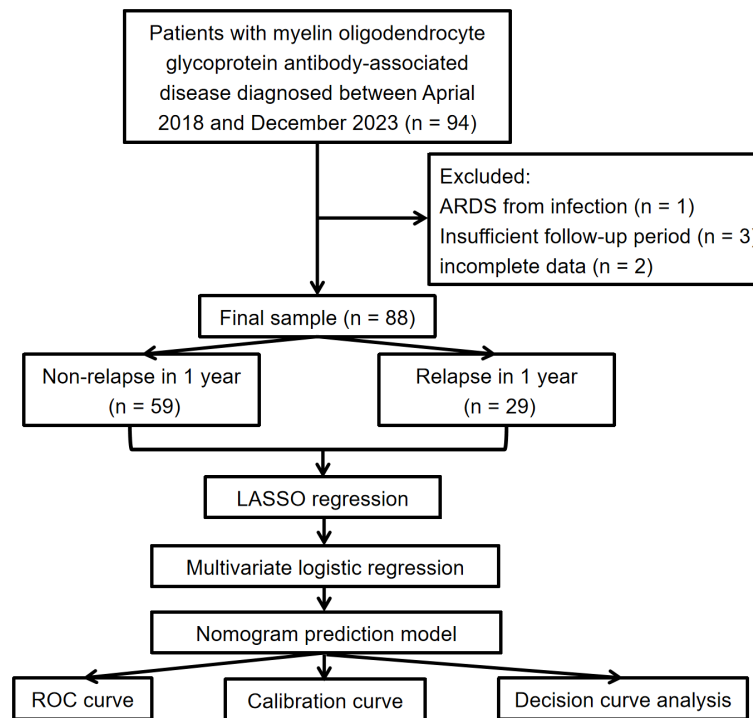 Patients with myelin oligodendrocyte
glycoprotein antibody-associated
disease diagnosed between Aprial
2018 and December 2023 (n = 94)
Excluded:
ARDS from infection (n = 1)
Insufficient follow-up period (n = 3)
incomplete data (n = 2)
Final sample (n = 88)
Non-relapse in 1 year
(n = 59)
Relapse in 1 year
(n = 29)
LASSO regression
Multivariate logistic regression
Nomogram prediction model
ROC curve
Calibration curve
Decision curve analysis